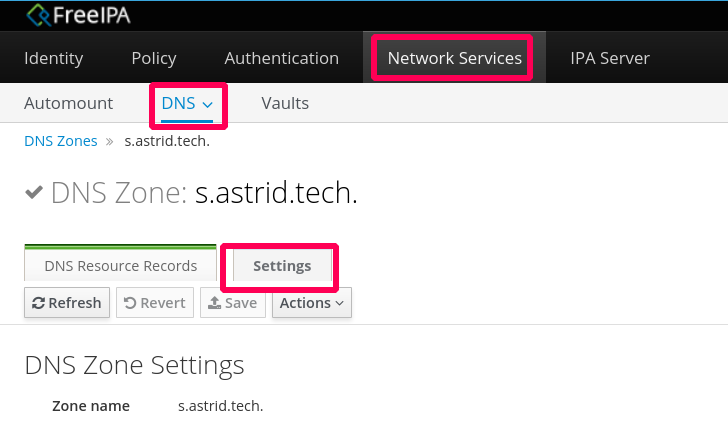 FreeIPA
Identity Policy Authentication Network Services IPA Server
Automount DNS Vaults
DNS Zones » s.astrid.tech.
DNS Zone: s.astrid.tech.
DNS Resource Records Settings
Refresh Revert Save Actions
DNS Zone Settings
Zone name s.astrid.tech.